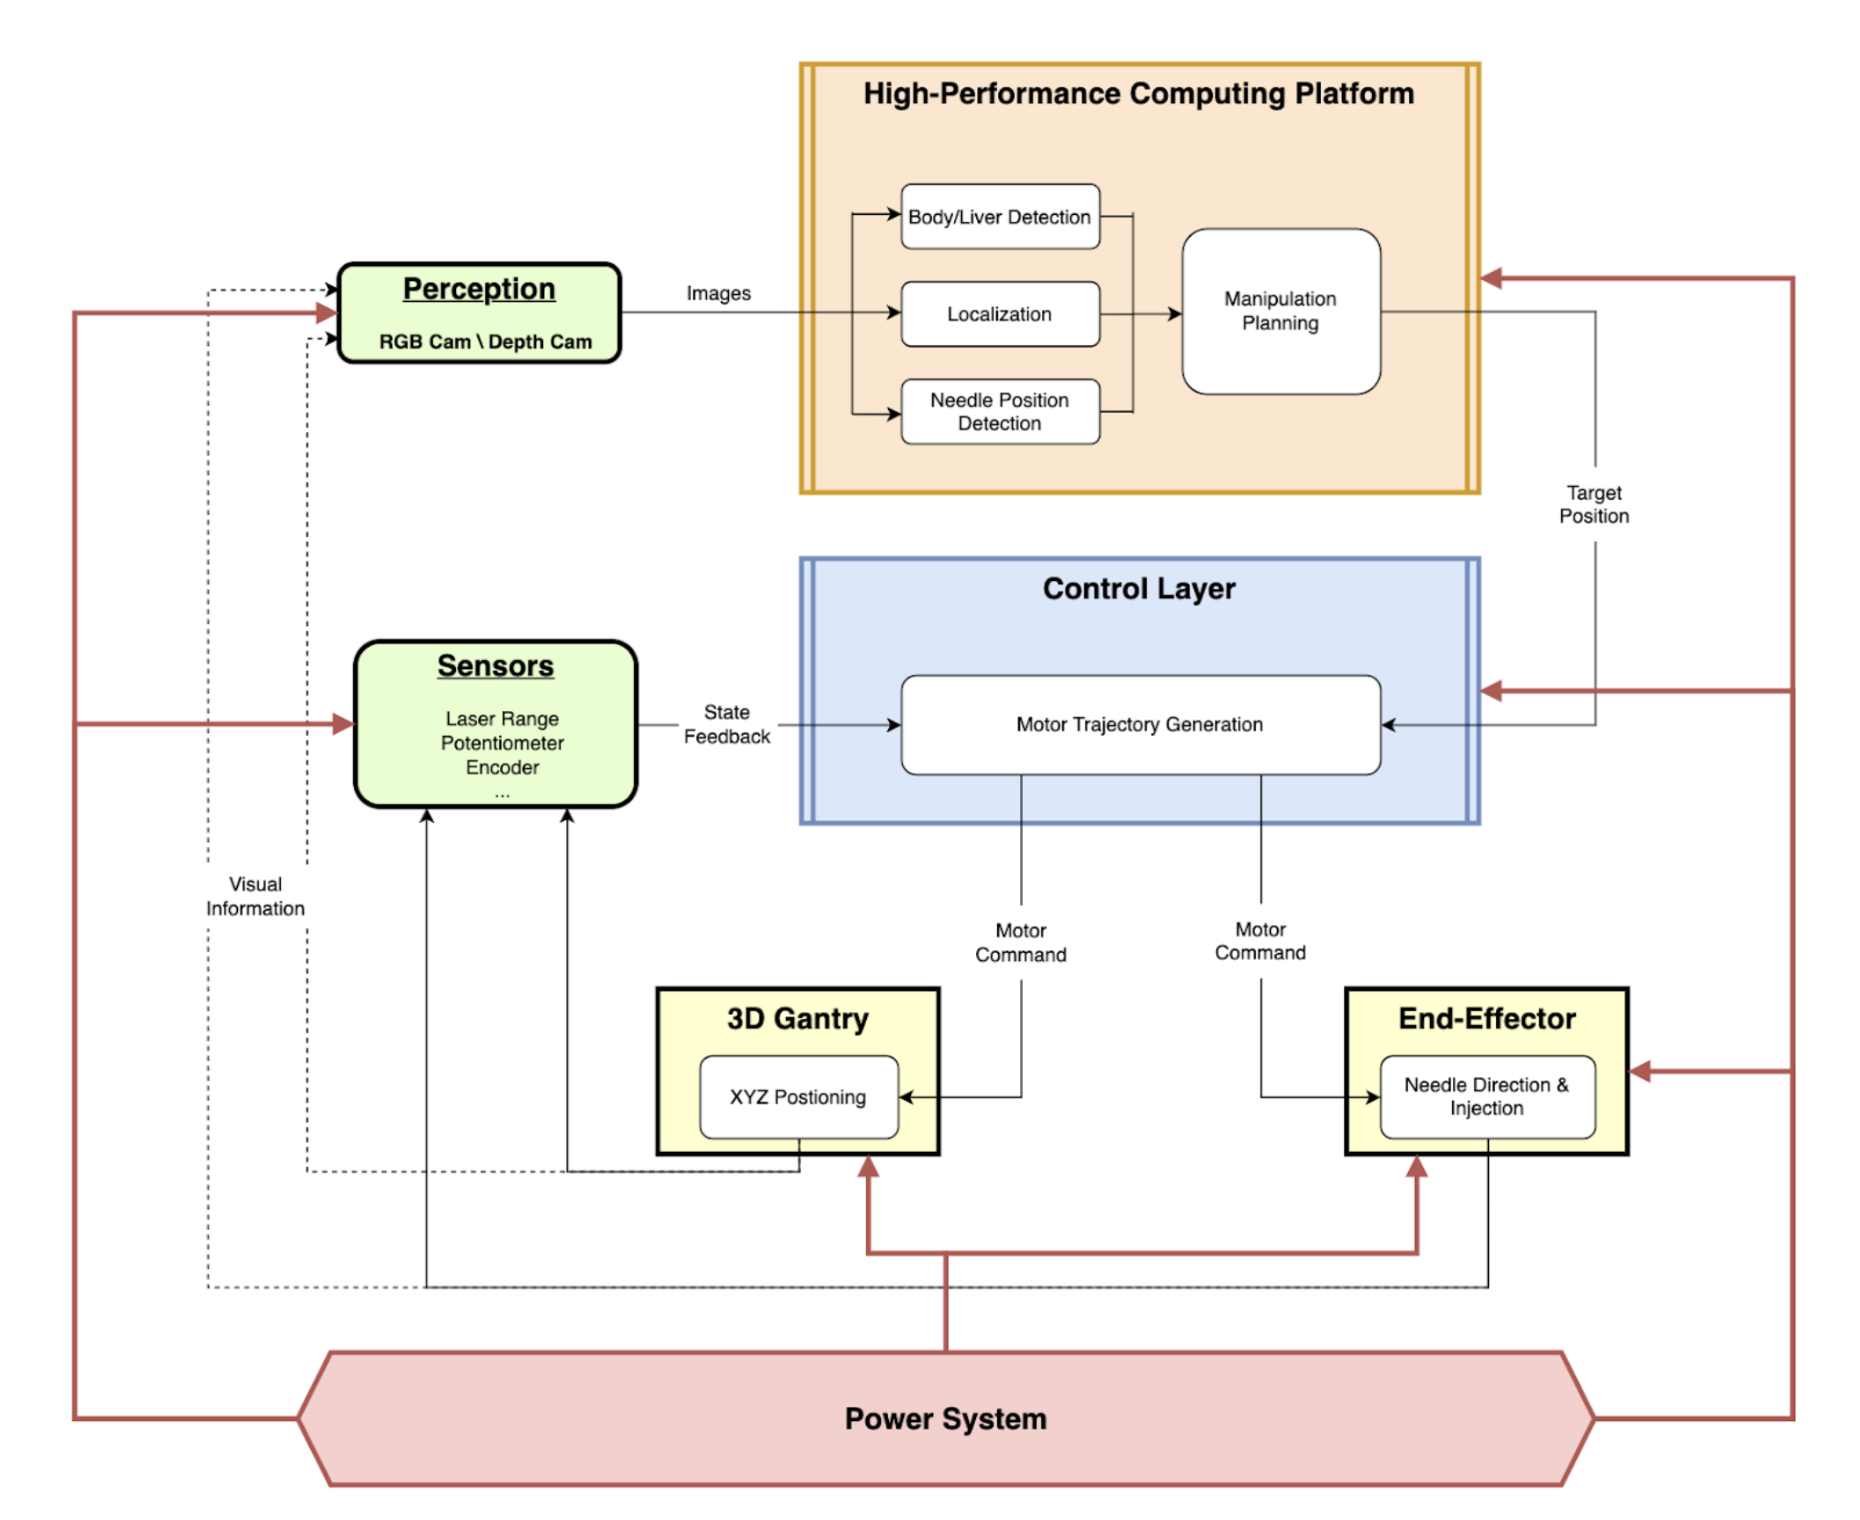 High-Performance Computing Platform
Body/Liver Detection
Perception
RGB Cam \ Depth Cam
Images
Localization
Manipulation
Planning
Needle Position
Detection
Target
Position
Control Layer
Sensors
Laser Range
Potentiometer
Encoder
...
State
Feedback
Motor Trajectory Generation
Visual
Information
Motor
Command
Motor
Command
3D Gantry
XYZ Postioning
End-Effector
Needle Direction &
Injection
Power System